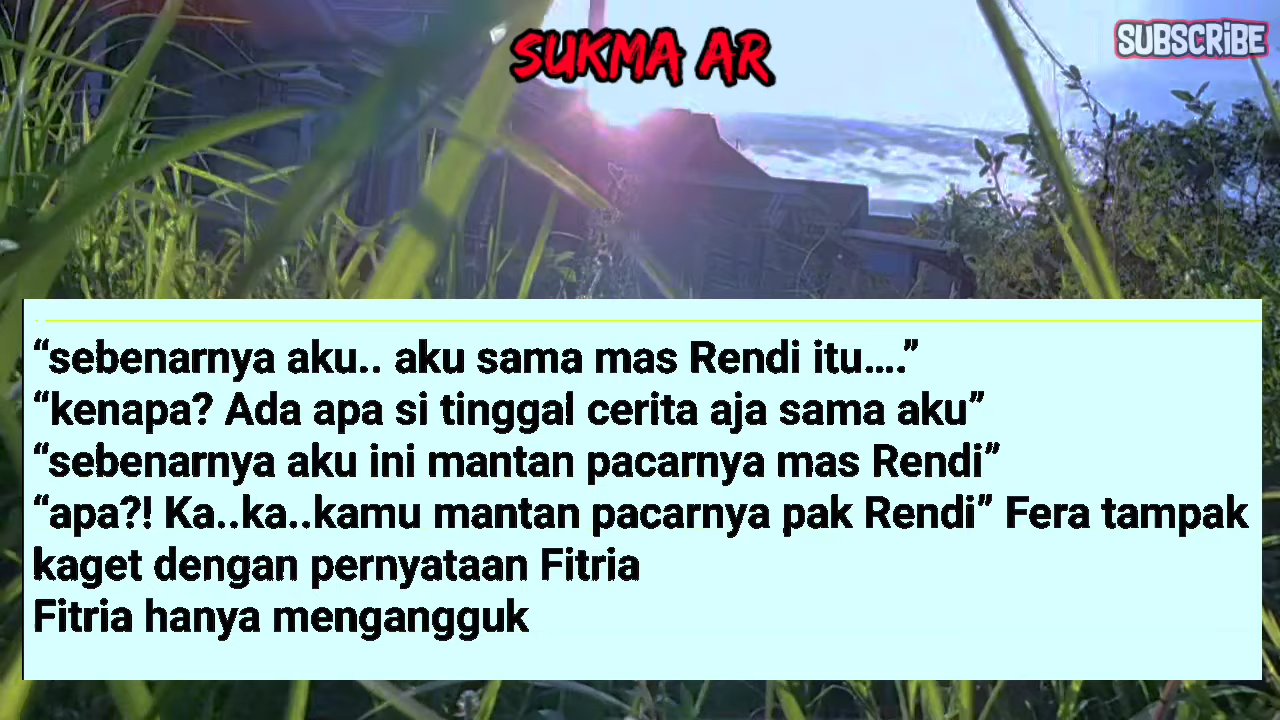 SUKMA AR
SUBSCRIBE
“sebenarnya aku.. aku sama mas Rendi itu....”
“kenapa? Ada apa si tinggal cerita aja sama aku”
“sebenarnya aku ini mantan pacarnya mas Rendi”
“apa?! Ka..ka..kamu mantan pacarnya pak Rendi” Fera tampak
kaget dengan pernyataan Fitria
Fitria hanya mengangguk